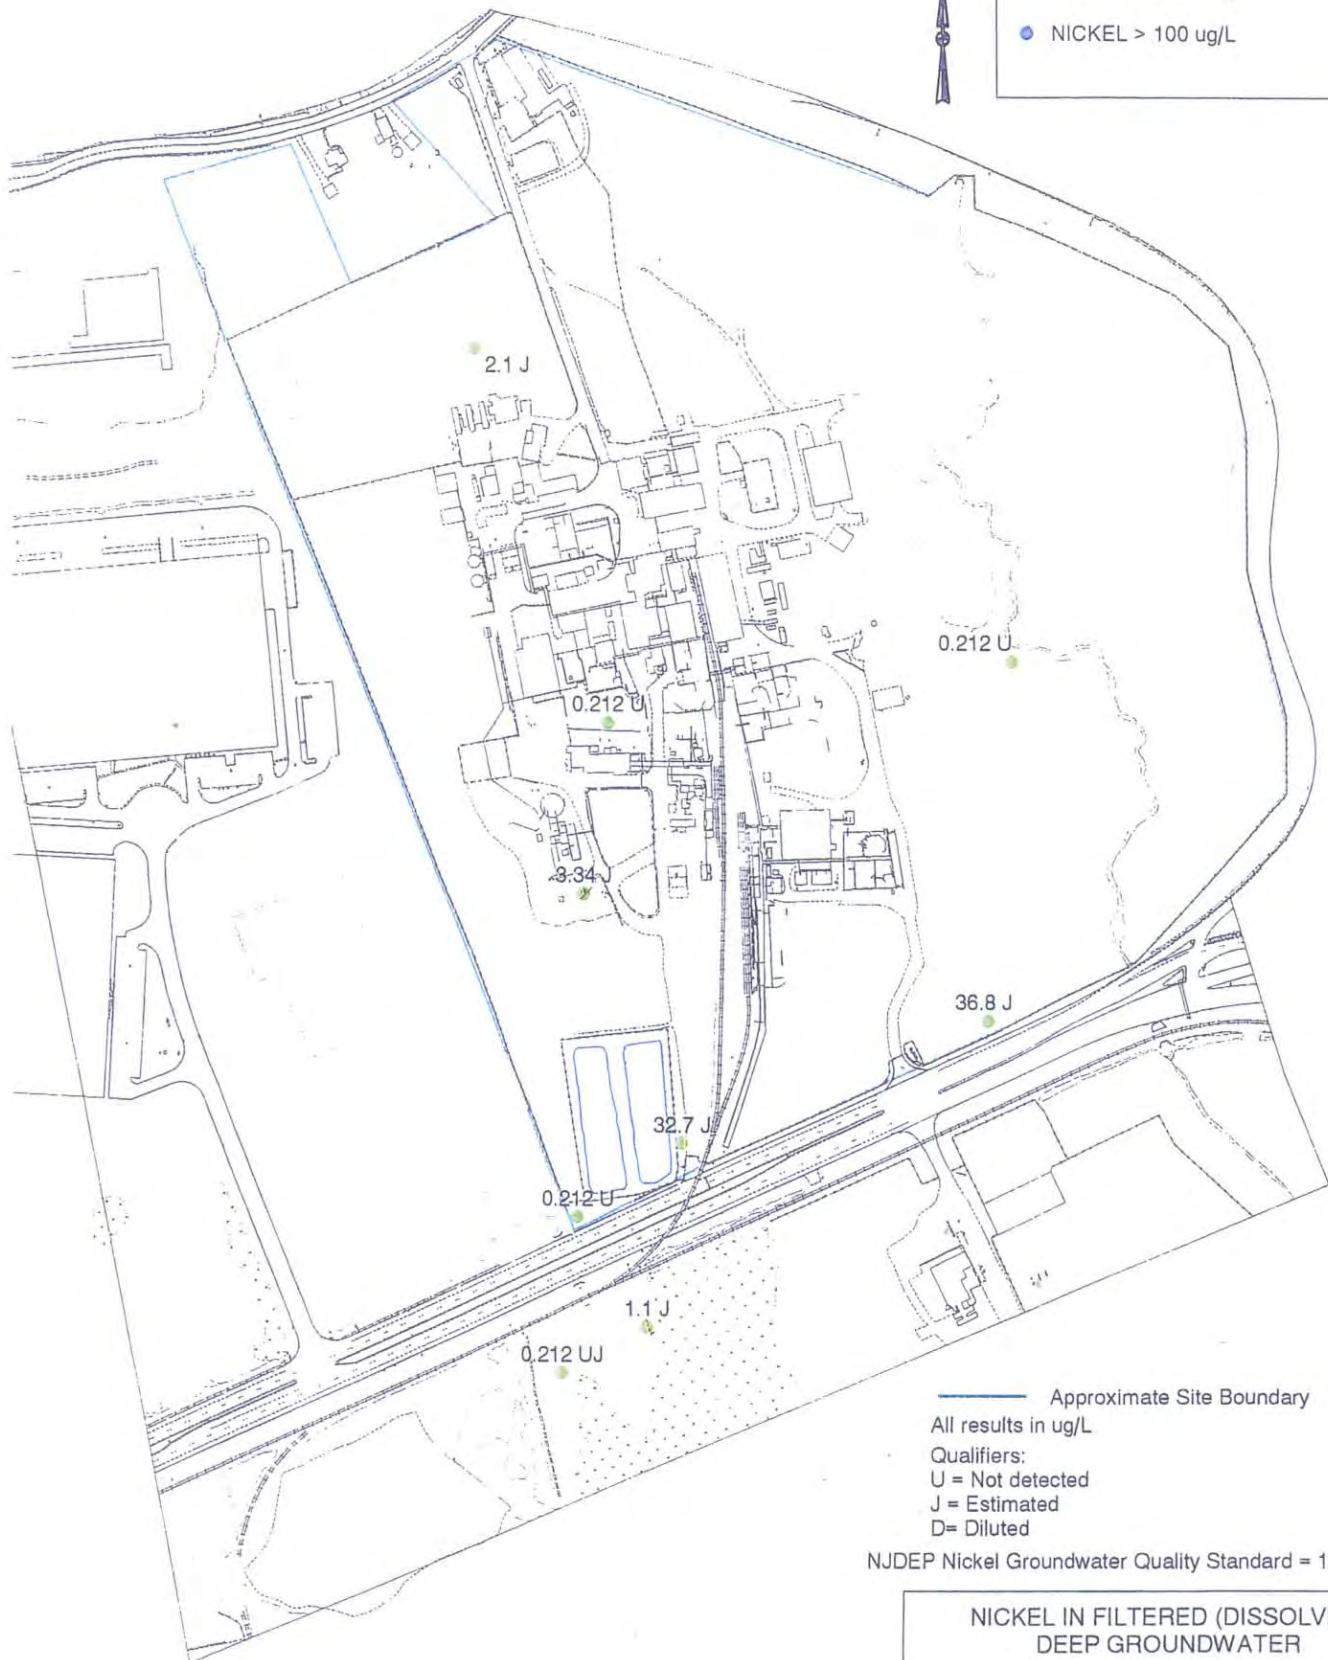 NICKEL > 100 ug/L
2.1 J
0.212 U
0.212 U
3.34 J
36.8 J
32.7 J
0.212 U
1.1 J
0.212 UJ
Approximate Site Boundary
All results in ug/L
Qualifiers:
U = Not detected
J = Estimated
D= Diluted
NJDEP Nickel Groundwater Quality Standard = 1
NICKEL IN FILTERED (DISSOLV
DEEP GROUNDWATER